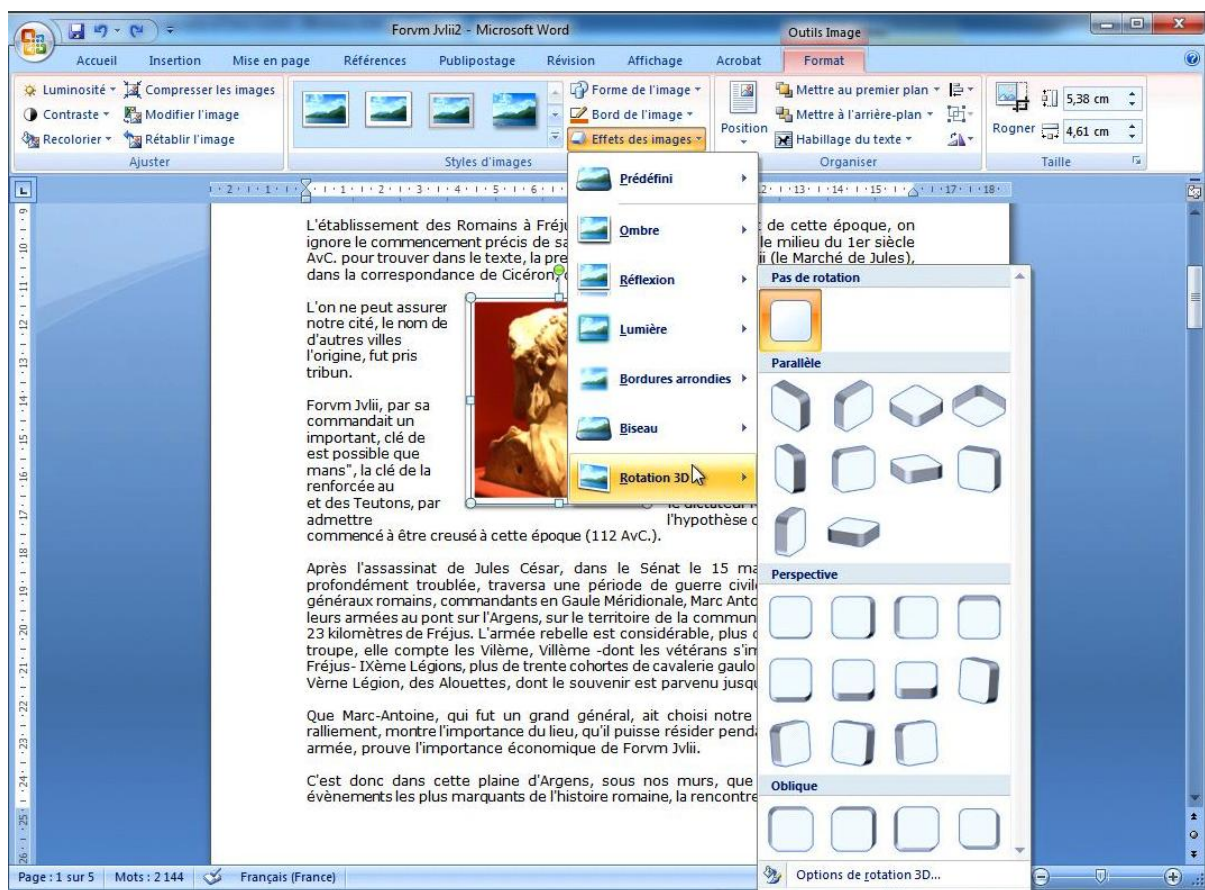 Forvm Jvlii2 - Microsoft Word
Outils Image
Accueil Insertion Mise en page Références Publipostage Révision Affichage Acrobat Format
Luminosité Compresser les images
Contraste Modifier l'image
Recolorier Rétablir l'image
Ajuster
Styles d'images
Forme de l'image
Bord de l'image
Effets des images
Position
Mettre au premier plan
Mettre à l'arrière-plan
Habillage du texte
Organiser
Rogner
5,38 cm
4,61 cm
Taille
Prédéfini
Ombre
Réflexion
Lumière
Bordures arrondies
Biseau
Rotation 3D
Pas de rotation
Parallèle
Perspective
Oblique
Options de rotation 3D...
L'établissement des Romains à Fréju de cette époque, on
ignore le commencement précis de sa le milieu du 1er siècle
AvC. pour trouver dans le texte, la pre ii (le Marché de Jules),
dans la correspondance de Cicéron,
L'on ne peut assurer
notre cité, le nom de
d'autres villes
l'origine, fut pris
tribun.
Forvm Jvlii, par sa
commandait un
important, clé de
est possible que
mans", la clé de la
renforcée au
et des Teutons, par le dictateur
admettre l'hypothèse
commencé à être creusé à cette époque (112 AvC.).
Après l'assassinat de Jules César, dans le Sénat le 15 ma
profondément troublée, traversa une période de guerre civile
généraux romains, commandants en Gaule Méridionale, Marc Anto
leurs armées au pont sur l'Argens, sur le territoire de la commun
23 kilomètres de Fréjus. L'armée rebelle est considérable, plus
troupe, elle compte les Vilème, Villème -dont les vétérans s'in
Fréjus- IXème Légions, plus de trente cohortes de cavalerie gaulo
Vèrne Légion, des Alouettes, dont le souvenir est parvenu jusqu
Que Marc-Antoine, qui fut un grand général, ait choisi notre
ralliement, montre l'importance du lieu, qu'il puisse résider penda
armée, prouve l'importance économique de Forvm Jvlii.
C'est donc dans cette plaine d'Argens, sous nos murs, que
évènements les plus marquants de l'histoire romaine, la rencontre
Page : 1 sur 5 Mots : 2 144 Français (France)